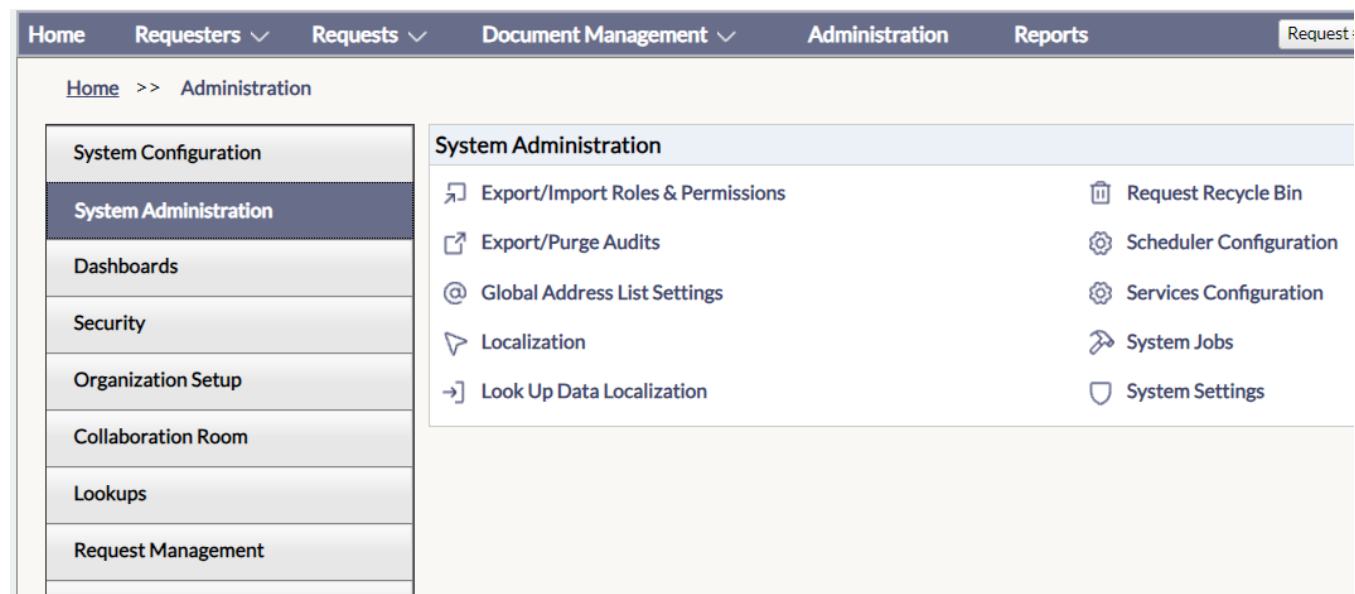 Home Requesters Requests Document Management Administration Reports Request
Home >> Administration
System Configuration
System Administration
Dashboards
Security
Organization Setup
Collaboration Room
Lookups
Request Management
System Administration
Export/Import Roles & Permissions
Export/Purge Audits
Global Address List Settings
Localization
Look Up Data Localization
Request Recycle Bin
Scheduler Configuration
Services Configuration
System Jobs
System Settings